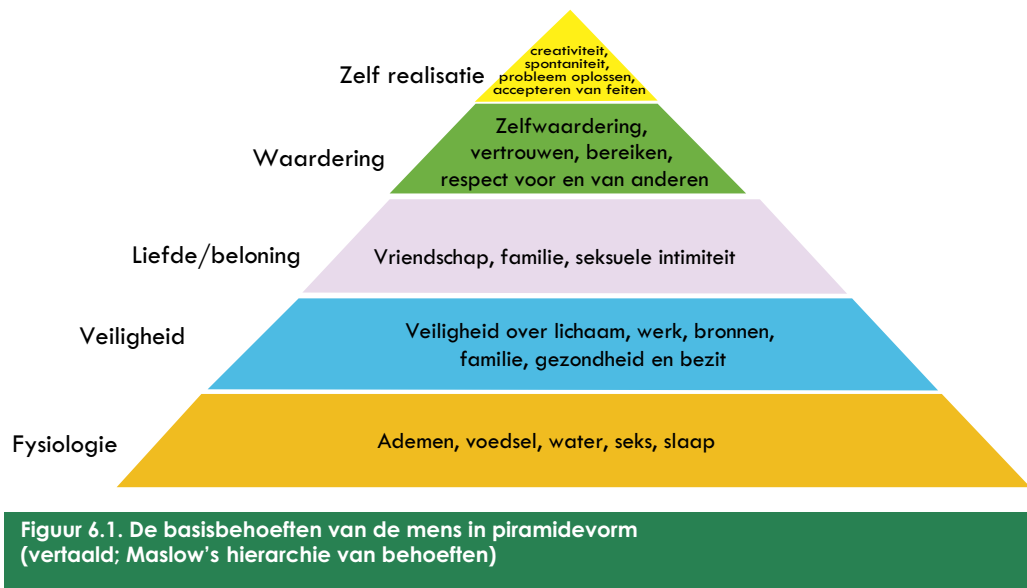 Zelf realisatie
creativiteit,
spontaniteit,
probleem oplossen,
accepteren van feiten
Waardering
Zelfwaardering,
vertrouwen, bereiken,
respect voor en van anderen
Liefde/beloning
Vriendschap, familie, seksuele intimiteit
Veiligheid
Veiligheid over lichaam, werk, bronnen,
familie, gezondheid en bezit
Fysiologie
Ademen, voedsel, water, seks, slaap
Figuur 6.1. De basisbehoeften van de mens in piramidevorm
(vertaald; Maslow's hierarchie van behoeften)